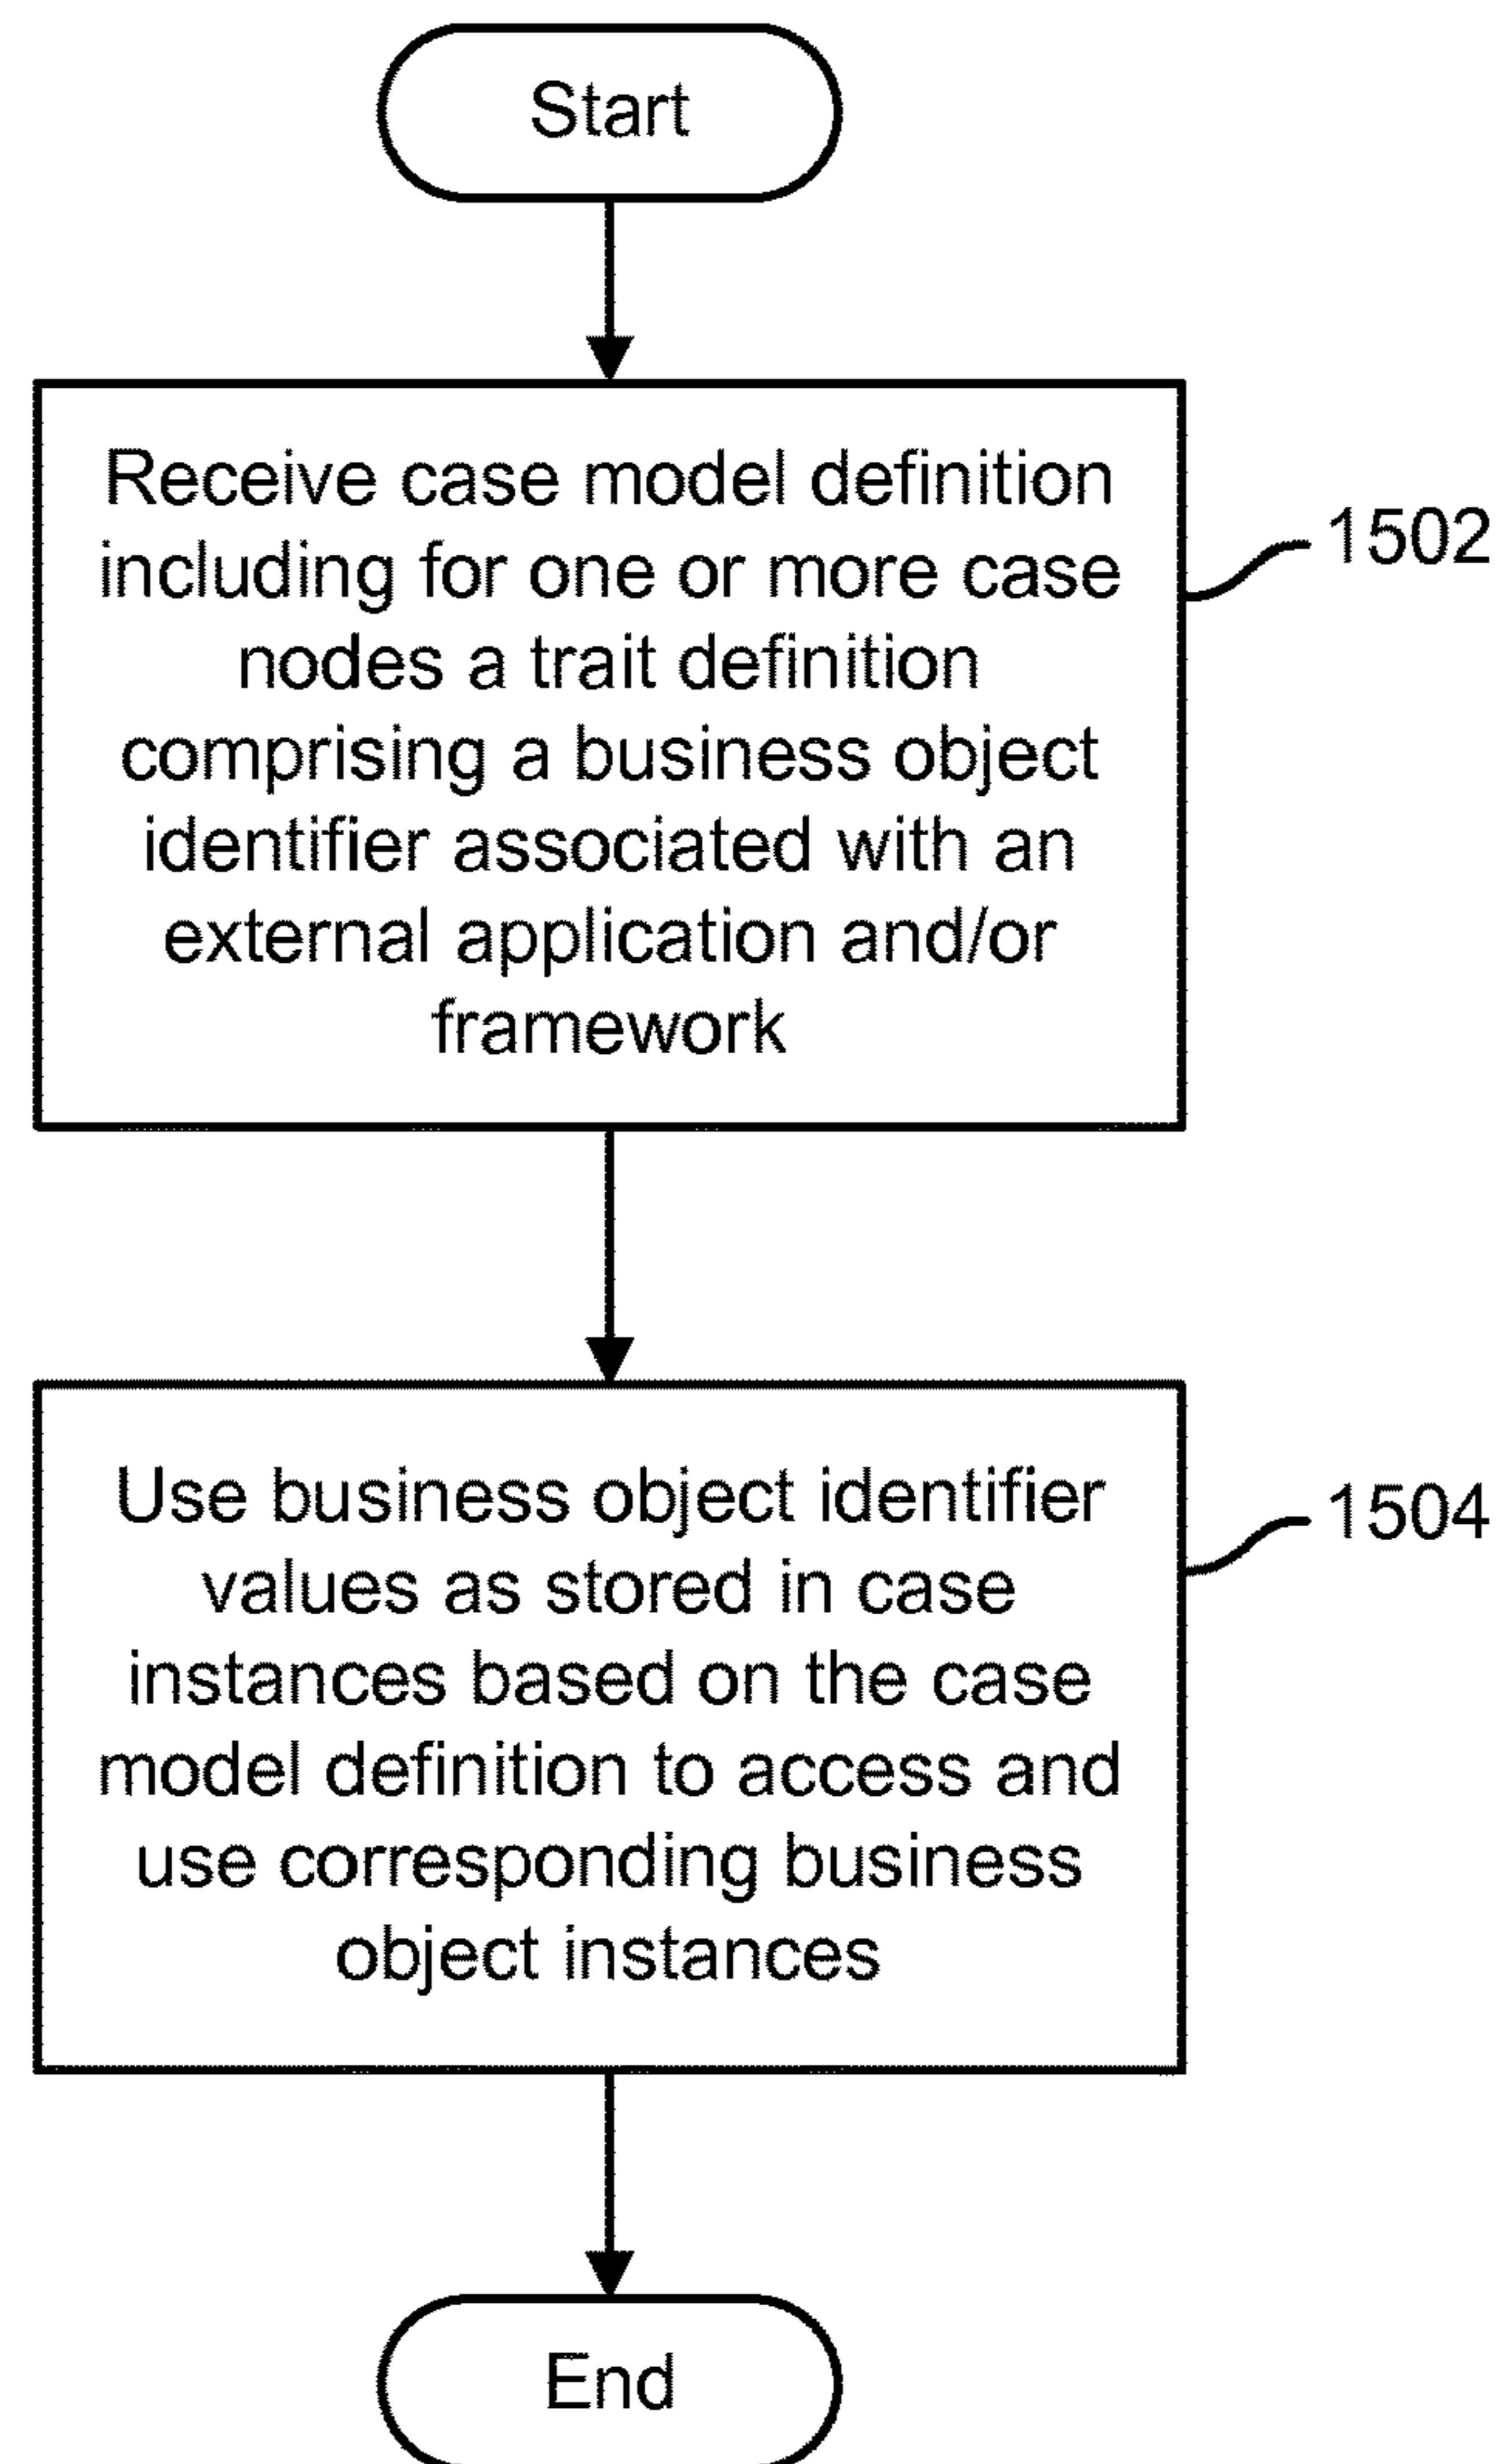 Start
Receive case model definition
including for one or more case
nodes a trait definition
comprising a business object
identifier associated with an
external application and/or
framework
1502
Use business object identifier
values as stored in case
instances based on the case
model definition to access and
use corresponding business
object instances
1504
End